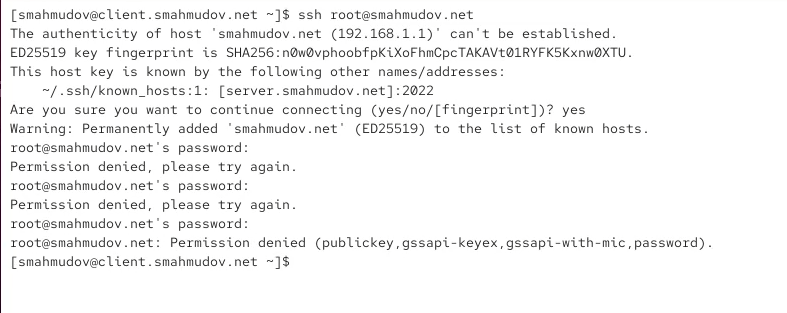 [smahmudov@client.smahmudov.net ~]$ ssh root@smahmudov.net
The authenticity of host 'smahmudov.net (192.168.1.1)' can't be established.
ED25519 key fingerprint is SHA256:n0w0vphoobfpKiXoFhmCpcTAKAVt01RYFK5Kxnw0XTU.
This host key is known by the following other names/addresses:
    ~/.ssh/known_hosts:1: [server.smahmudov.net]:2022
Are you sure you want to continue connecting (yes/no/[fingerprint])? yes
Warning: Permanently added 'smahmudov.net' (ED25519) to the list of known hosts.
root@smahmudov.net's password:
Permission denied, please try again.
root@smahmudov.net's password:
Permission denied, please try again.
root@smahmudov.net's password:
root@smahmudov.net: Permission denied (publickey,gssapi-keyex,gssapi-with-mic,password).
[smahmudov@client.smahmudov.net ~]$